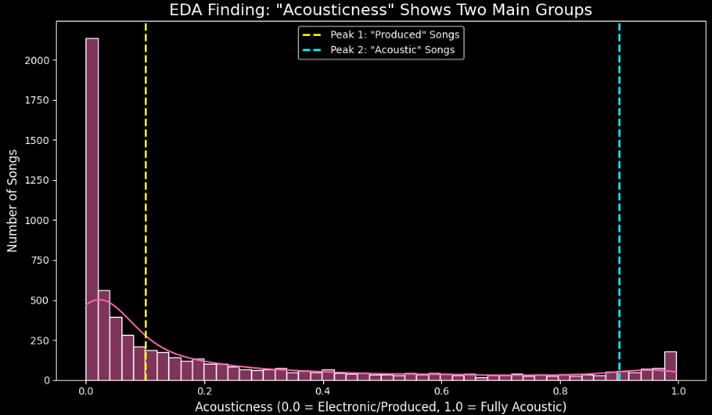 EDA Finding: "Acousticness" Shows Two Main Groups
Peak 1: "Produced" Songs
Peak 2: "Acoustic" Songs
2000
1750
1500
1250
1000
750
500
250
0
Number of Songs
0.0 0.2 0.4 0.6 0.8 1.0
Acousticness (0.0 = Electronic/Produced, 1.0 = Fully Acoustic)